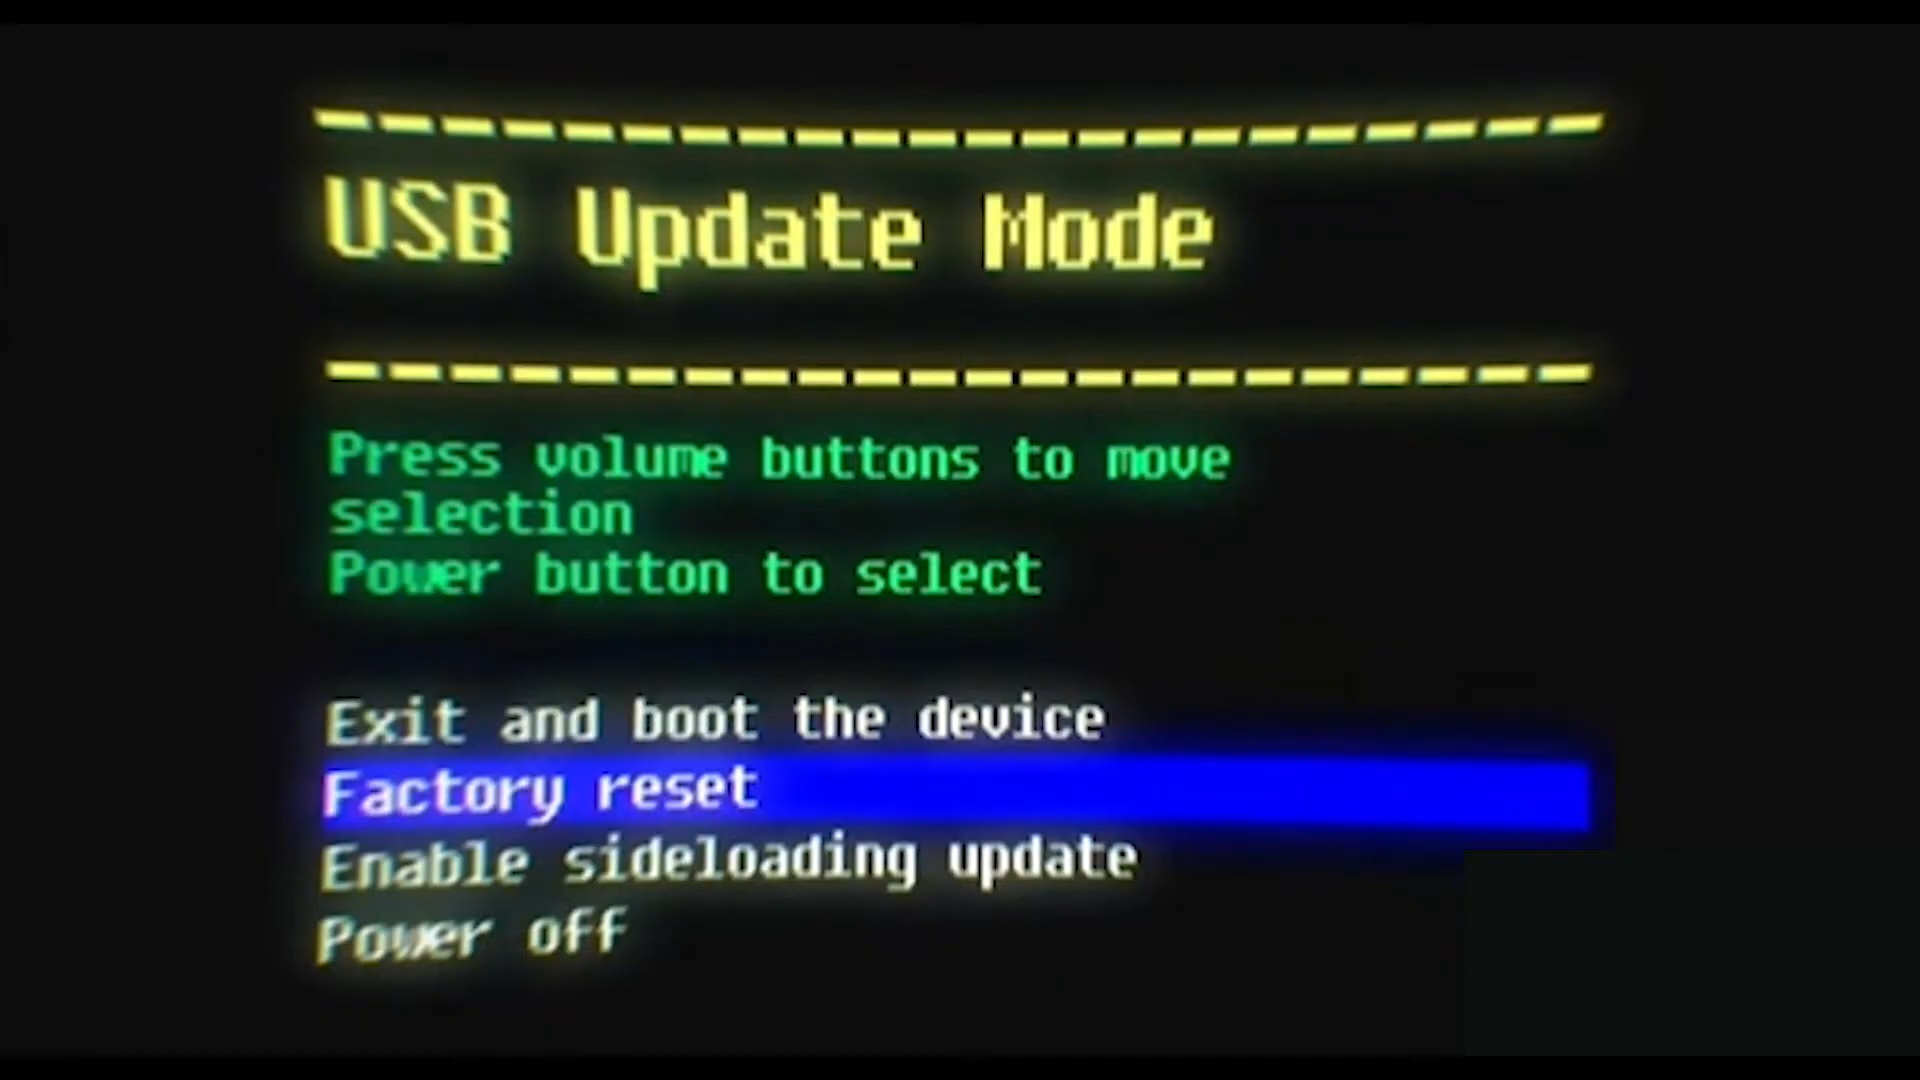 USB Update Mode
Press volume buttons to move
selection
Power button to select
Exit and boot the device
Factory reset
Enable sideloading update
Power off